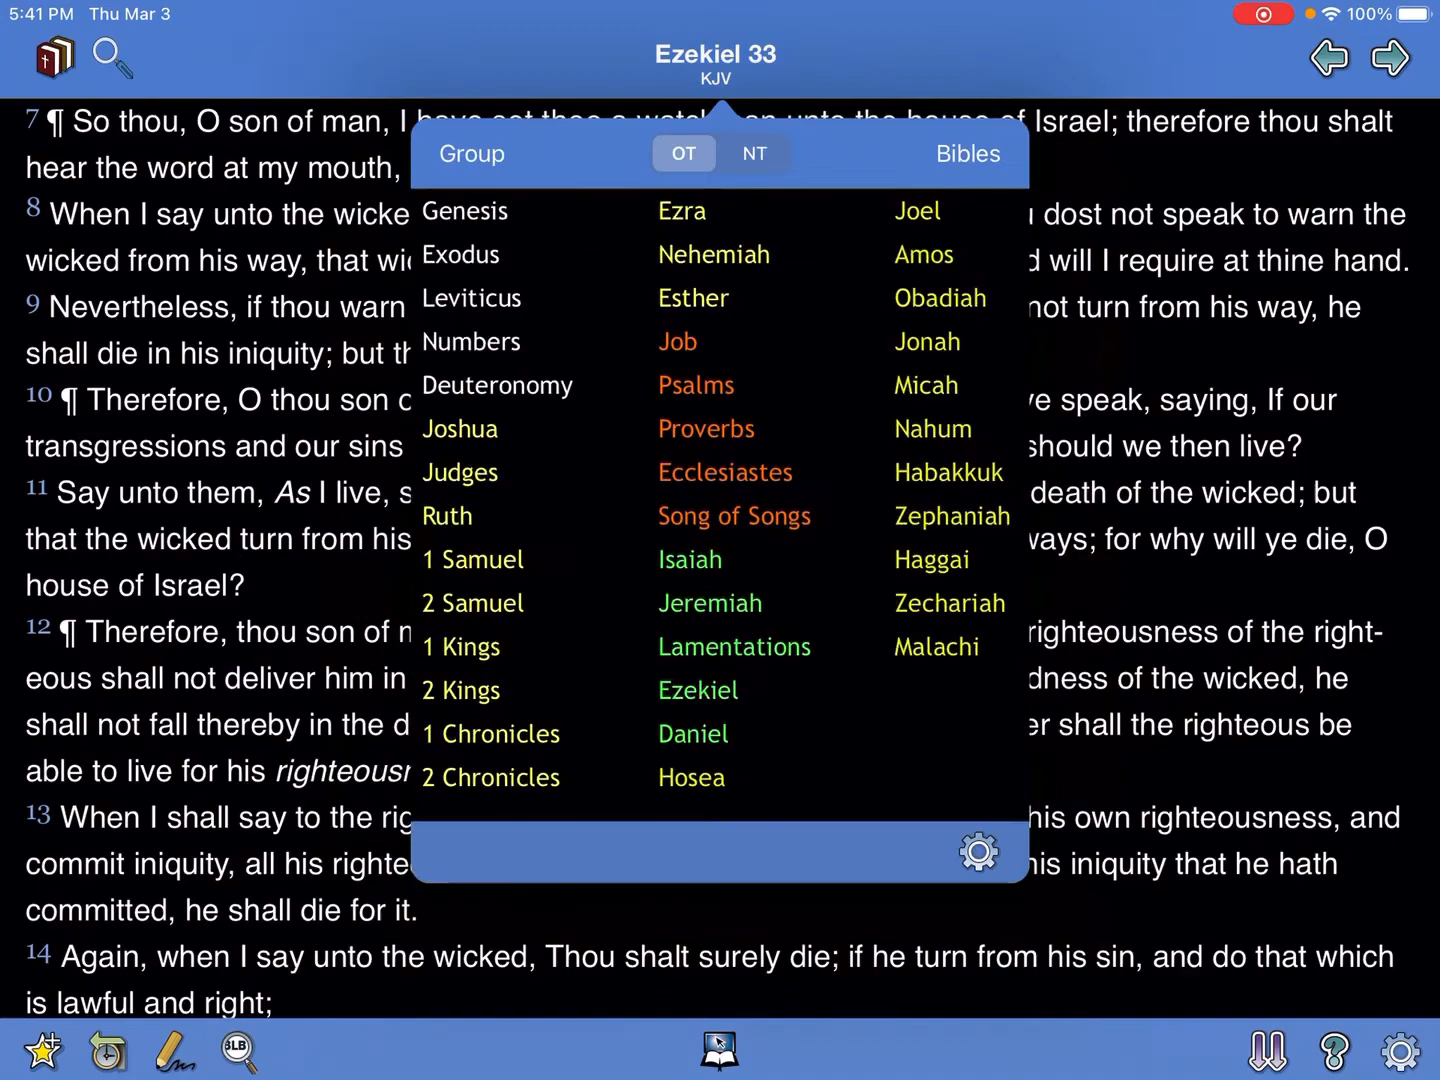 5:41 PM Thu Mar 3 100%
Ezekiel 33
KJV
7 ¶ So thou, O son of man, I have set thee a watchman unto the house of Israel; therefore thou shalt
Group OT NT Bibles
hear the word at my mouth,
Genesis Ezra Joel
8 When I say unto the wicke dost not speak to warn the
Exodus Nehemiah Amos
wicked from his way, that wi will I require at thine hand.
Leviticus Esther Obadiah
9 Nevertheless, if thou warn not turn from his way, he
Numbers Job Jonah
shall die in his iniquity; but th
Deuteronomy Psalms Micah
10 ¶ Therefore, O thou son o ye speak, saying, If our
Joshua Proverbs Nahum
transgressions and our sins should we then live?
Judges Ecclesiastes Habakkuk
11 Say unto them, As I live, s death of the wicked; but
Ruth Song of Songs Zephaniah
that the wicked turn from his ways; for why will ye die, O
1 Samuel Isaiah Haggai
house of Israel?
2 Samuel Jeremiah Zechariah
12 ¶ Therefore, thou son of m righteousness of the right-
1 Kings Lamentations Malachi
eous shall not deliver him in dness of the wicked, he
2 Kings Ezekiel
shall not fall thereby in the d er shall the righteous be
1 Chronicles Daniel
able to live for his righteousn
2 Chronicles Hosea
13 When I shall say to the rig his own righteousness, and
commit iniquity, all his righte his iniquity that he hath
committed, he shall die for it.
14 Again, when I say unto the wicked, Thou shalt surely die; if he turn from his sin, and do that which
is lawful and right;
BLB